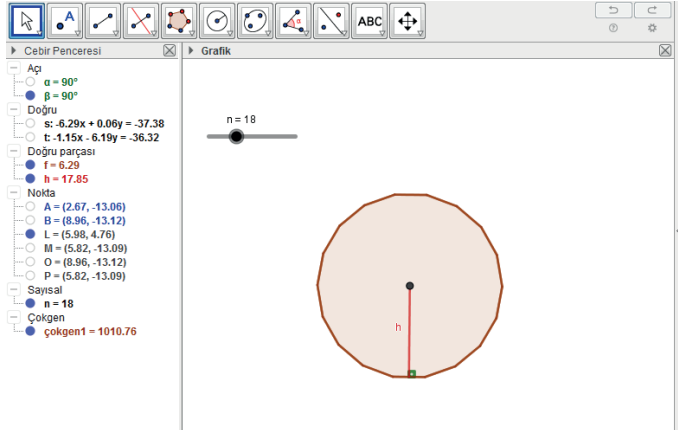 A
α
ABC
Cebir Penceresi
Açı
α = 90°
β = 90°
Doğru
s: -6.29x + 0.06y = -37.38
t: -1.15x - 6.19y = -36.32
Doğru parçası
f = 6.29
h = 17.85
Nokta
A = (2.67, -13.06)
B = (8.96, -13.12)
L = (5.98, 4.76)
M = (5.82, -13.09)
O = (8.96, -13.12)
P = (5.82, -13.09)
Sayısal
n = 18
Çokgen
çokgen1 = 1010.76
Grafik
n = 18
h